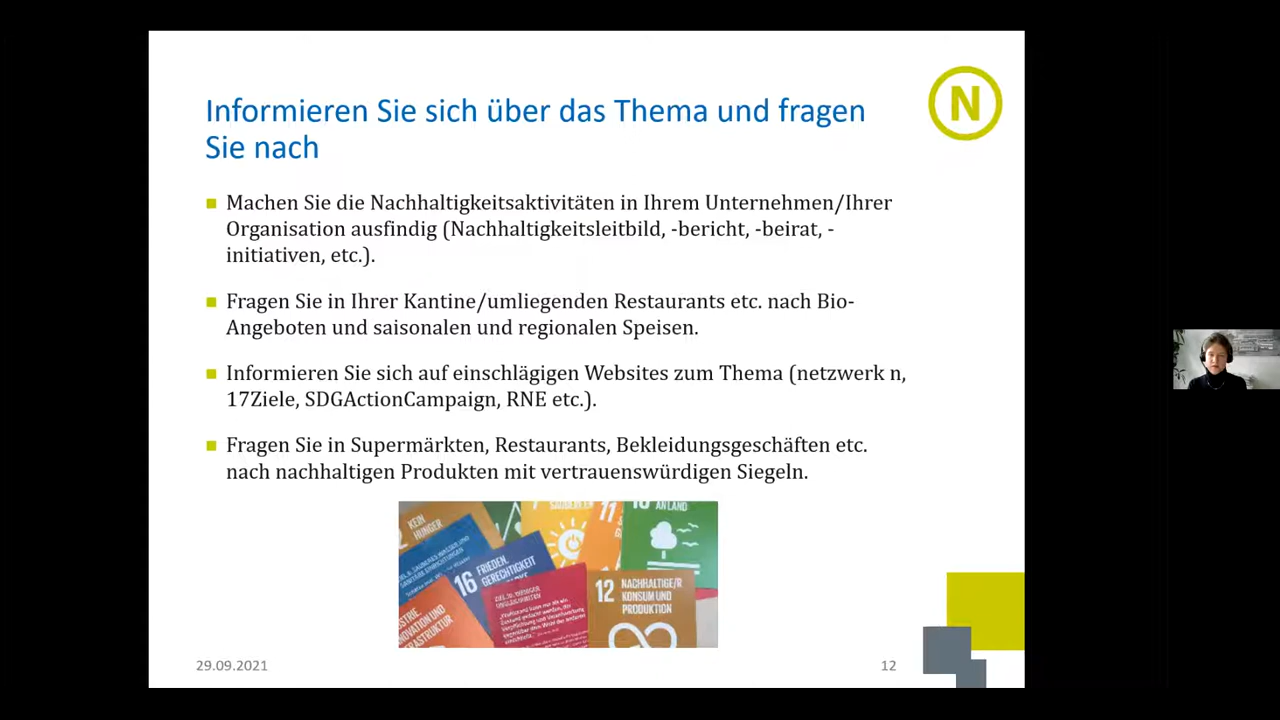 Informieren Sie sich über das Thema und fragen
Sie nach
N
Machen Sie die Nachhaltigkeitsaktivitäten in Ihrem Unternehmen/Ihrer
Organisation ausfindig (Nachhaltigkeitsleitbild, -bericht, -beirat, -
initiativen, etc.).
Fragen Sie in Ihrer Kantine/umliegenden Restaurants etc. nach Bio-
Angeboten und saisonalen und regionalen Speisen.
Informieren Sie sich auf einschlägigen Websites zum Thema (netzwerk n,
17Ziele, SDGActionCampaign, RNE etc.).
Fragen Sie in Supermärkten, Restaurants, Bekleidungsgeschäften etc.
nach nachhaltigen Produkten mit vertrauenswürdigen Siegeln.
KEIN
HUNGER
11
AN LAND
16 FRIEDEN,
GERECHTIGKEIT
12 NACHHALTIGE/R
KONSUM UND
PRODUKTION
29.09.2021
12